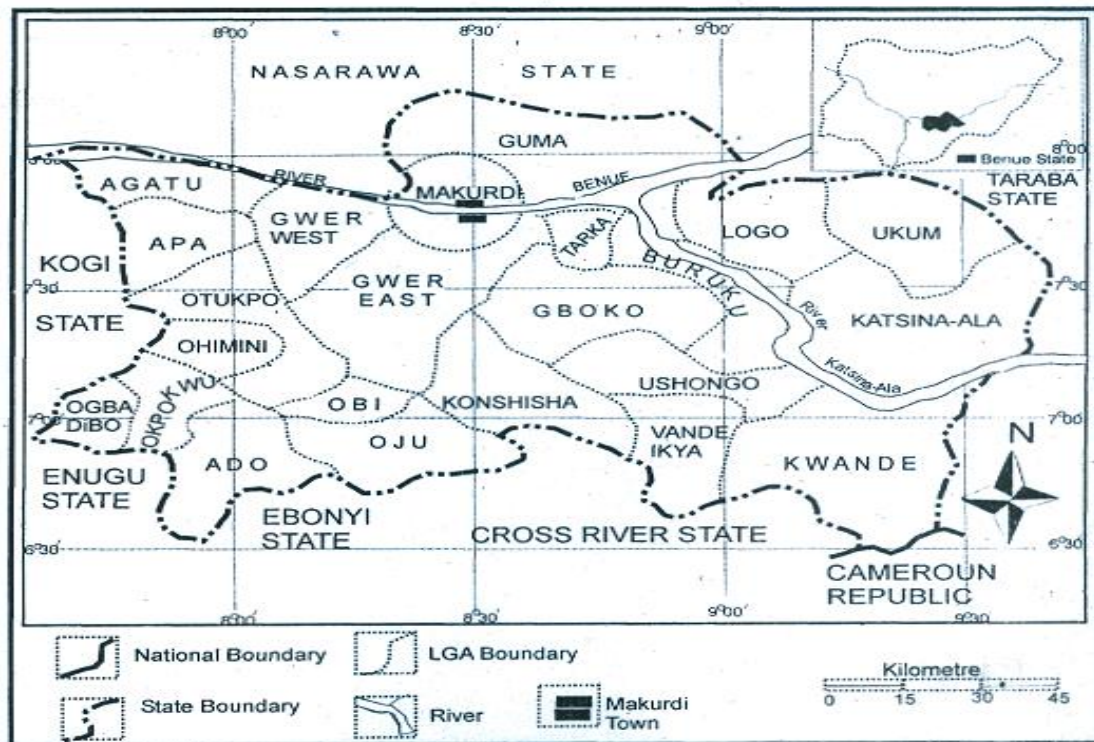 8°00' 8°30' 9°00'
NASARAWA STATE
GUMA
8°00
Benue State
TARABA STATE
RIVER
BENUE
AGATU
MAKURDI
GWER WEST
TARKA
LOGO
UKUM
APA
KOGI STATE
BURUKU
GWER EAST
7°30 7°30
OTUKPO
GBOKO
River
KATSINA-ALA
OHIMINI
Katsina-Ala
USHONGO
OKPOKWU
OGBA DiBO
OBI
KONSHISHA
7°00 7°00
OJU
VANDE IKYA
N
ADO
KWANDE
ENUGU STATE
EBONYI STATE
CROSS RIVER STATE
6°30' 6°30
CAMEROUN REPUBLIC
8°00' 8°30' 9°00' 9°30'
National Boundary
LGA Boundary
Kilometre
0 15 30 45
State Boundary
River
Makurdi Town